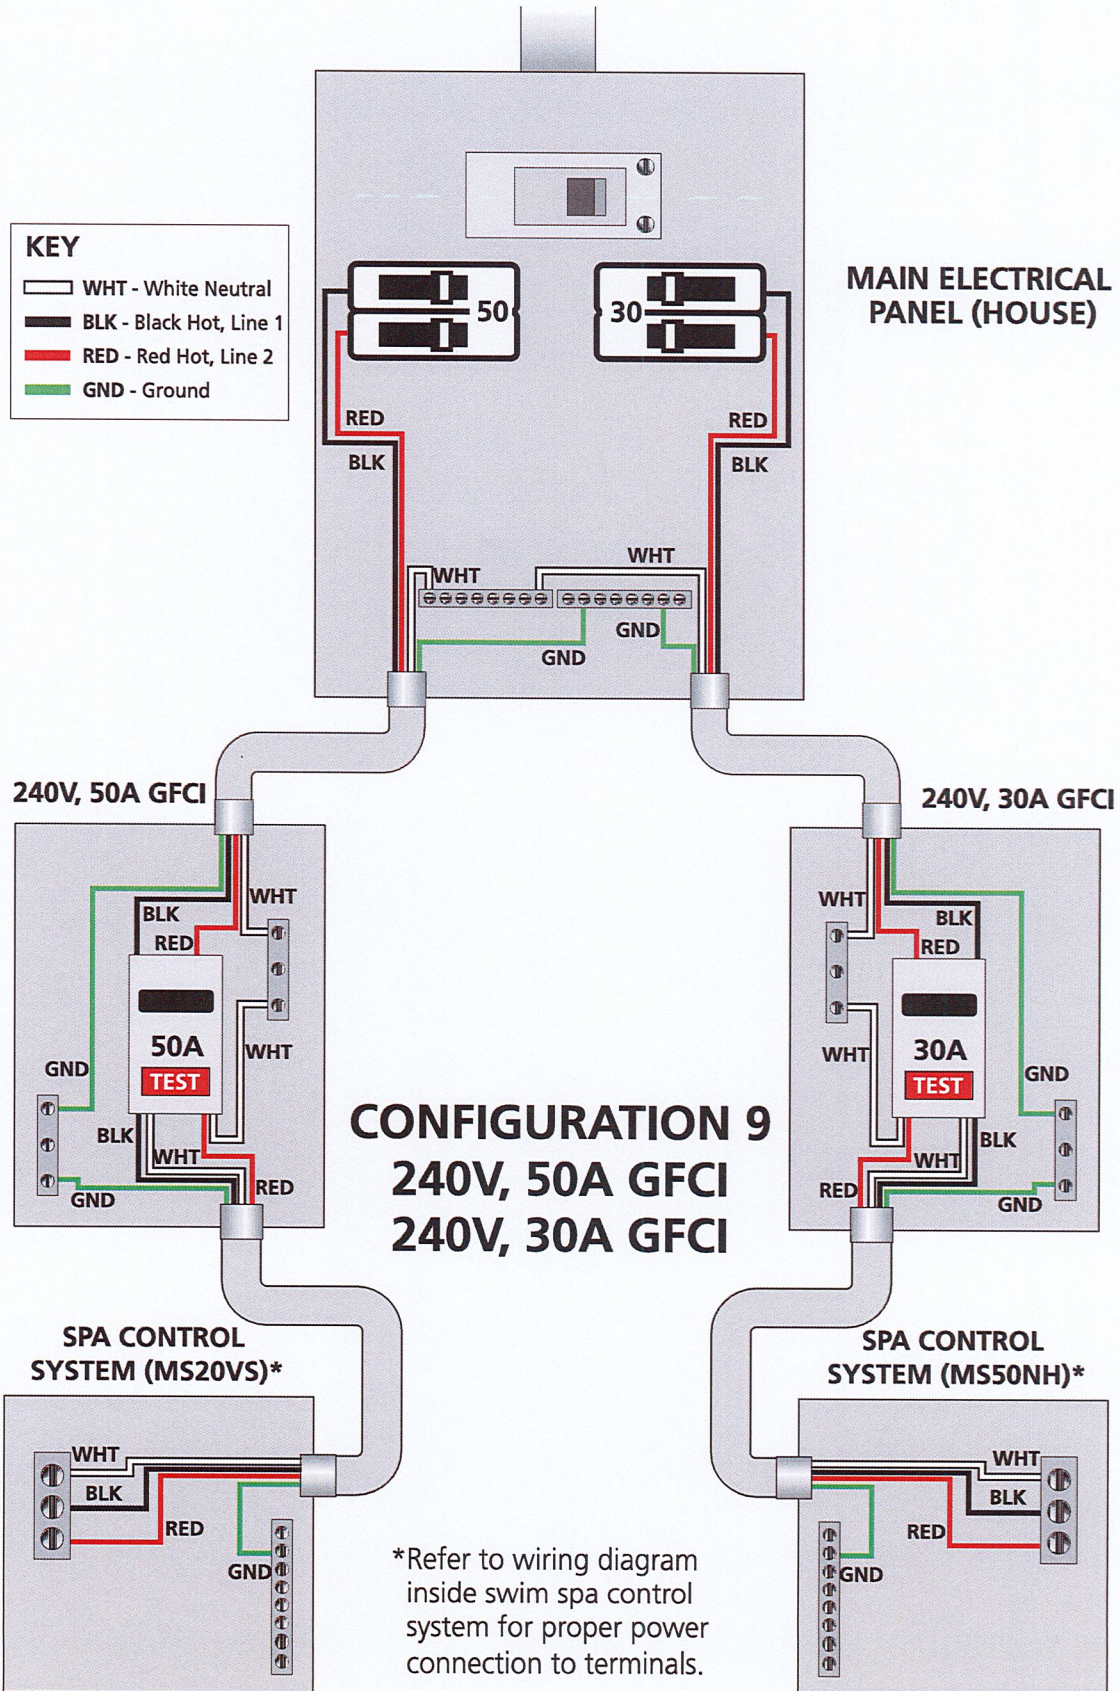 KEY
WHT - White Neutral
BLK - Black Hot, Line 1
RED - Red Hot, Line 2
GND - Ground
MAIN ELECTRICAL
PANEL (HOUSE)
50
30
RED
BLK
RED
BLK
WHT
WHT
GND
GND
240V, 50A GFCI
240V, 30A GFCI
WHT
BLK
RED
50A
TEST
WHT
GND
BLK
WHT
RED
GND
WHT
BLK
RED
30A
TEST
WHT
GND
BLK
WHT
RED
GND
CONFIGURATION 9
240V, 50A GFCI
240V, 30A GFCI
SPA CONTROL
SYSTEM (MS20VS)*
SPA CONTROL
SYSTEM (MS50NH)*
WHT
BLK
RED
GND
WHT
BLK
RED
GND
*Refer to wiring diagram
inside swim spa control
system for proper power
connection to terminals.